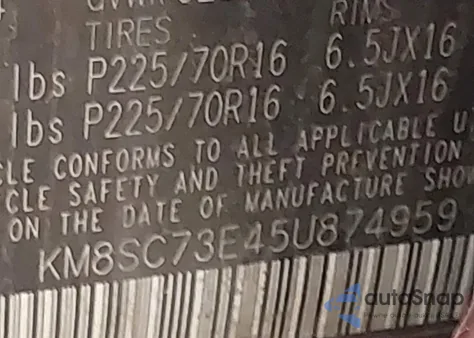 TIRES RIMS
lbs P225/70R16 6.5JX16
lbs P225/70R16 6.5JX16
CLE CONFORMS TO ALL APPLICABLE U
CLE SAFETY AND THEFT PREVENTION
ON THE DATE OF MANUFACTURE SHO
KM8SC73E45U874959
autoSnap